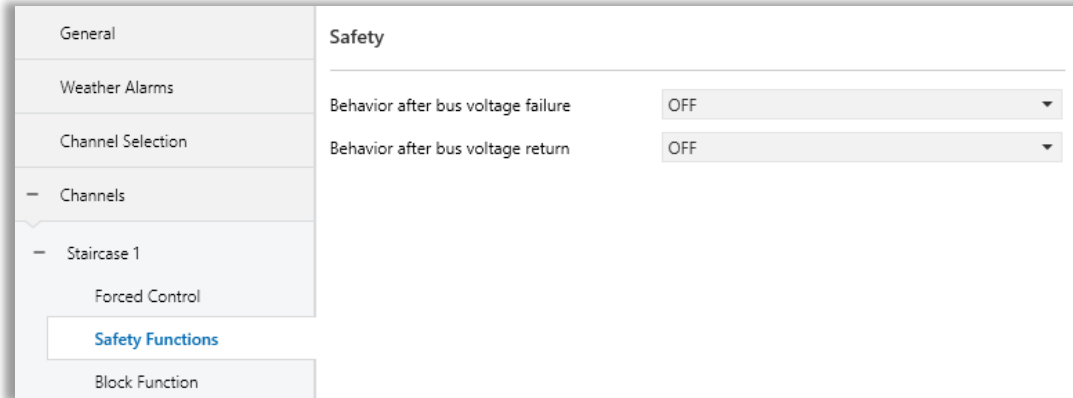 General
Weather Alarms
Channel Selection
Channels
Staircase 1
Forced Control
Safety Functions
Block Function
Safety
Behavior after bus voltage failure OFF
Behavior after bus voltage return OFF